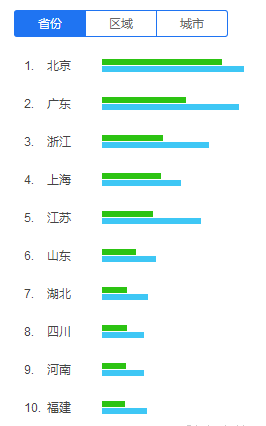 省份 区域 城市
1. 北京
2. 广东
3. 浙江
4. 上海
5. 江苏
6. 山东
7. 湖北
8. 四川
9. 河南
10. 福建